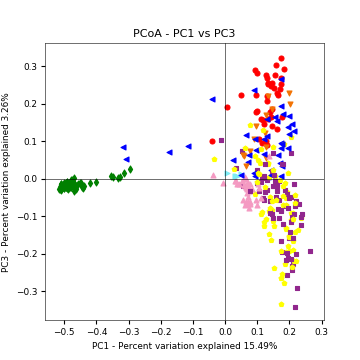 PCoA - PC1 vs PC3
PC3 - Percent variation explained 3.26%
0.3
0.2
0.1
0.0
−0.1
−0.2
−0.3
−0.5 −0.4 −0.3 −0.2 −0.1 0.0 0.1 0.2 0.3
PC1 - Percent variation explained 15.49%